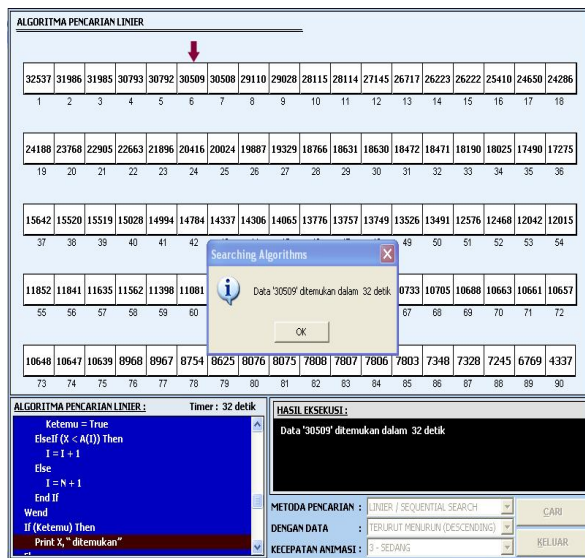 ALGORITMA PENCARIAN LINIER
32537 31986 31985 30793 30792 30509 30508 29110 29028 28115 28114 27145 26717 26223 26222 25410 24650 24286
1 2 3 4 5 6 7 8 9 10 11 12 13 14 15 16 17 18
24188 23768 22905 22663 21896 20416 20024 19887 19329 18766 18631 18630 18472 18471 18190 18025 17490 17275
19 20 21 22 23 24 25 26 27 28 29 30 31 32 33 34 35 36
15642 15520 15519 15028 14994 14784 14337 14306 14065 13776 13757 13749 13526 13491 12576 12468 12042 12015
37 38 39 40 41 42 49 50 51 52 53 54
Searching Algorithms
Data '30509' ditemukan dalam 32 detik
OK
11852 11841 11635 11562 11398 11081 0733 10705 10688 10663 10661 10657
55 56 57 58 59 60 67 68 69 70 71 72
10648 10647 10639 8968 8967 8754 8625 8076 8075 7808 7807 7806 7803 7348 7328 7245 6769 4337
73 74 75 76 77 78 79 80 81 82 83 84 85 86 87 88 89 90
ALGORITMA PENCARIAN LINIER : Timer : 32 detik
Ketemu = True
ElseIf (X < A(I)) Then
I = I + 1
Else
I = N + 1
End If
Wend
If (Ketemu) Then
Print X, " ditemukan"
HASIL EKSEKUSI :
Data '30509' ditemukan dalam 32 detik
METODA PENCARIAN : LINIER / SEQUENTIAL SEARCH
DENGAN DATA : TERURUT MENURUN (DESCENDING)
KECEPATAN ANIMASI : 3 - SEDANG
CARI
KELUAR